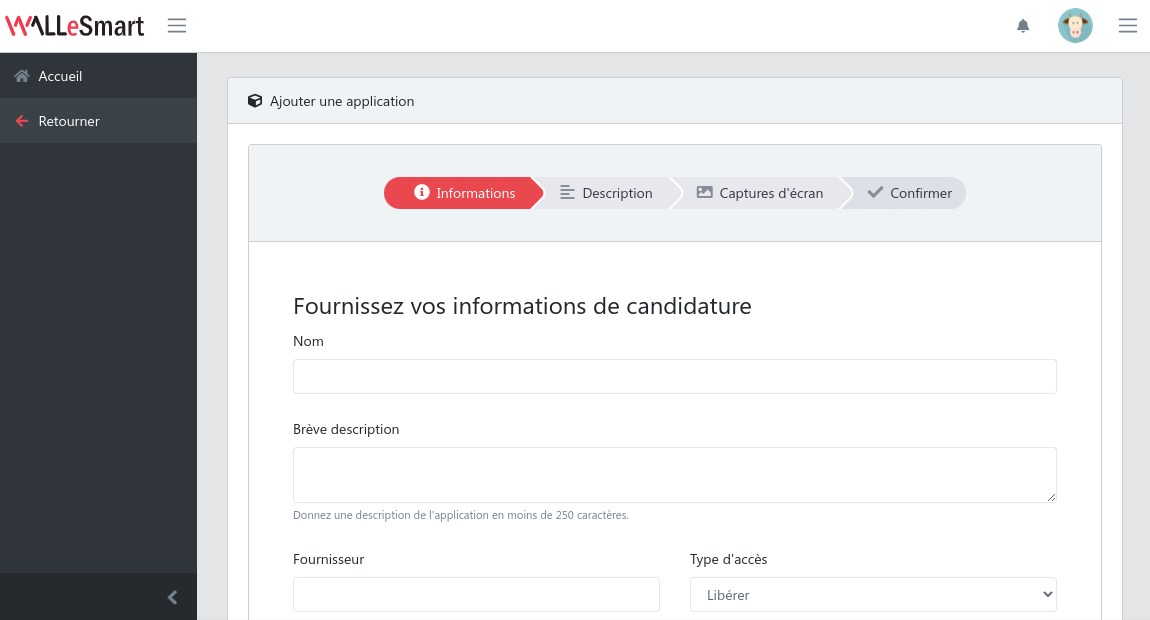 WALLeSmart
Accueil
Retourner
Ajouter une application
Informations
Description
Captures d'écran
Confirmer
Fournissez vos informations de candidature
Nom
Brève description
Donnez une description de l'application en moins de 250 caractères.
Fournisseur
Type d'accès
Libérer